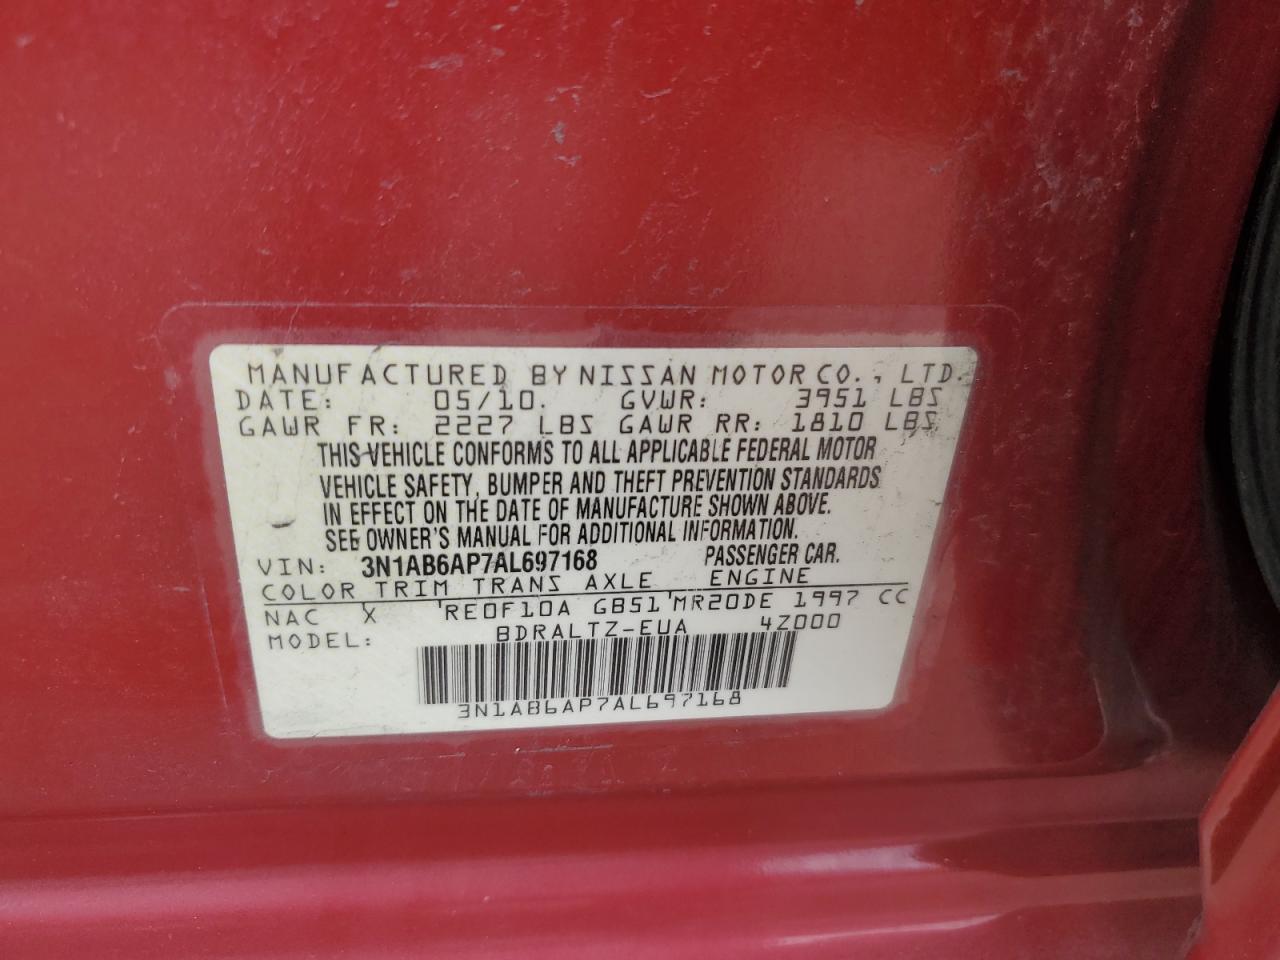 MANUFACTURED BY NISSAN MOTOR CO., LTD.
DATE: 05/10. GVWR: 3951 LBS
GAWR FR: 2227 LBS GAWR RR: 1810 LBS.
THIS VEHICLE CONFORMS TO ALL APPLICABLE FEDERAL MOTOR
VEHICLE SAFETY, BUMPER AND THEFT PREVENTION STANDARDS
IN EFFECT ON THE DATE OF MANUFACTURE SHOWN ABOVE.
SEE OWNER'S MANUAL FOR ADDITIONAL INFORMATION.
VIN: 3N1AB6AP7AL697168 PASSENGER CAR.
COLOR TRIM TRANS AXLE ENGINE
NAC X RE0F10A GB51 MR20DE 1997 CC
MODEL: BDRALTZ-EUA 4Z000
3N1AB6AP7AL697168